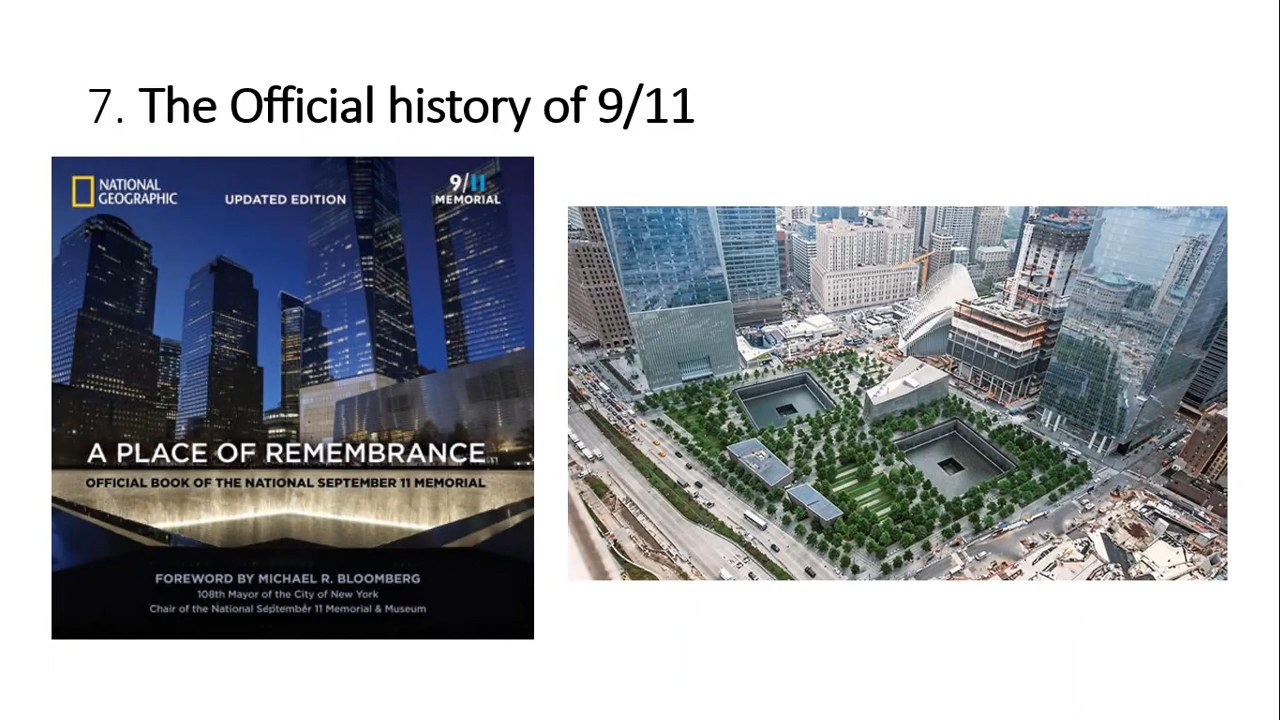 7. The Official history of 9/11
NATIONAL
GEOGRAPHIC
UPDATED EDITION
9/11
MEMORIAL
A PLACE OF REMEMBRANCE
OFFICIAL BOOK OF THE NATIONAL SEPTEMBER 11 MEMORIAL
FOREWORD BY MICHAEL R. BLOOMBERG
108th Mayor of the City of New York
Chair of the National September 11 Memorial & Museum